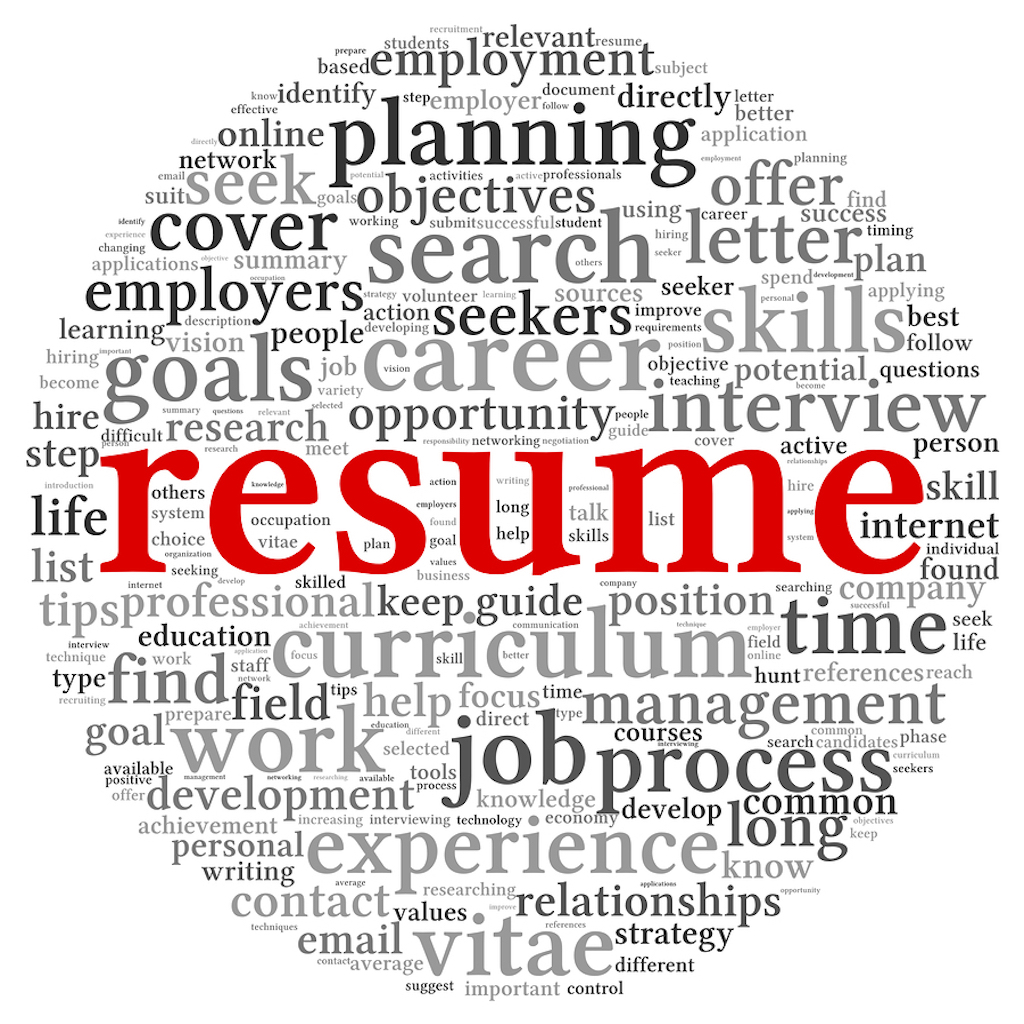 recruitment
students relevant resume
prepare
based employment subject
know identify step employer document directly letter
effective follow better
directly online planning application
network employment planning
email seek potential activities active professionals offer find
suit goals objectives using career success
identify cover working submit successful student letter timing
experience search hiring
changing others seeker plan
applications objective summary
occupation spend development
employers strategy volunteer learning sources seeker personal skills applying
learning description people action seekers improve best
vision developing requirements follow
hiring important goals job vision career position objective potential questions
become variety teaching become
hire summary questions relevant selected opportunity people interview
difficult research guide
step person research meet responsibility networking negotiation cover active person
relationships
resume
introduction others knowledge action writing professional hire skill
life system occupation employers long talk list applying internet
found
choice vitae plan goal help skills system individual
list organization values found
seeking develop skilled business company searching company
internet
tips professional keep guide position successful
achievement communication technique employer time seek
interview education curriculum field life
technique work application focus skill better online
type find staff hunt references reach
recruiting network tips help focus time
prepare field direct type management
goal work education different courses common phase
selected job interviewing search candidates
available process curriculum
positive management networking researching available tools seekers
offer development process knowledge develop common
achievement increasing interviewing technology economy long objectives
keep
personal experience know
writing
average researching applications opportunity
contact values improve relationships
techniques references
email vitae strategy
contact average different
suggest important control